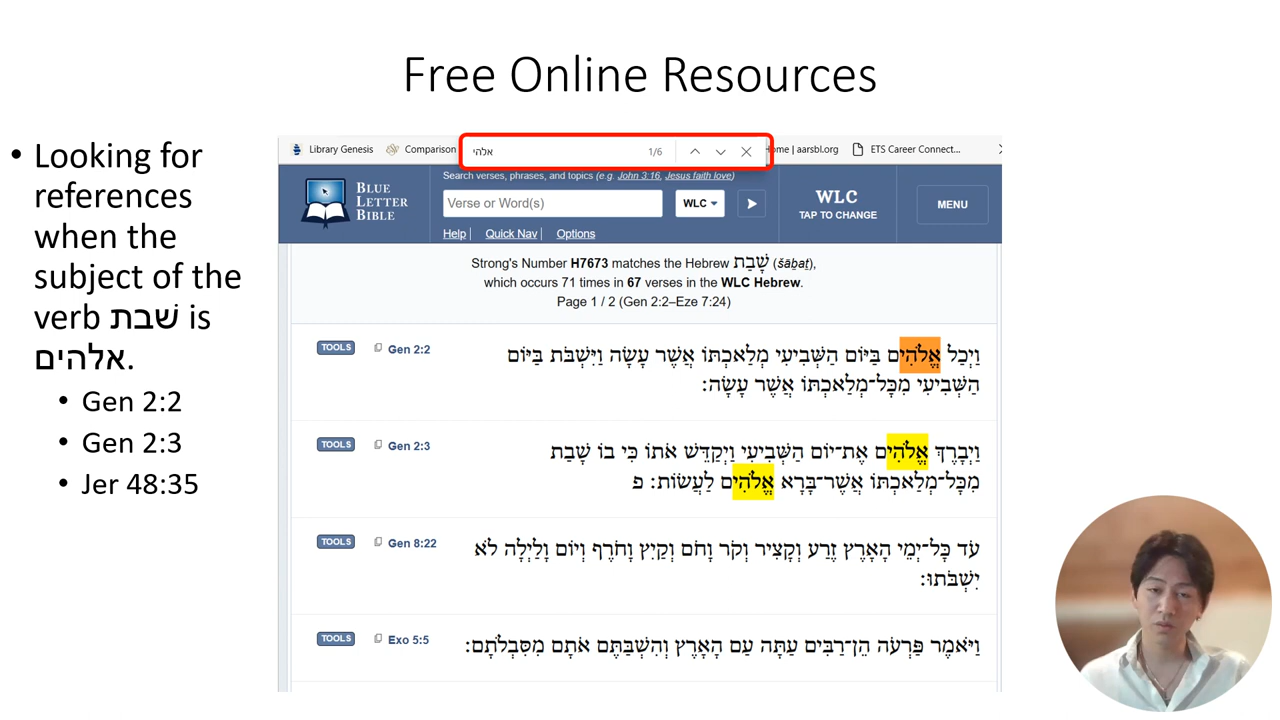 Free Online Resources
• Looking for
references
when the
subject of the
verb שׁבת is
אלהים.
• Gen 2:2
• Gen 2:3
• Jer 48:35
Library Genesis
Comparison
אלהי
1/6
Home | aarsbl.org
ETS Career Connect...
BLUE
LETTER
BIBLE
Search verses, phrases, and topics (e.g. John 3:16, Jesus faith love)
Verse or Word(s)
WLC
Help | Quick Nav | Options
WLC
TAP TO CHANGE
MENU
Strong's Number H7673 matches the Hebrew שָׁבַת (šāḇaṯ),
which occurs 71 times in 67 verses in the WLC Hebrew.
Page 1 / 2 (Gen 2:2–Eze 7:24)
TOOLS
Gen 2:2
וַיְכַל אֱלֹהִים בַּיּוֹם הַשְּׁבִיעִי מְלַאכְתּוֹ אֲשֶׁר עָשָׂה וַיִּשְׁבֹּת בַּיּוֹם
הַשְּׁבִיעִי מִכָּל־מְלַאכְתּוֹ אֲשֶׁר עָשָׂה׃
TOOLS
Gen 2:3
וַיְבָרֶךְ אֱלֹהִים אֶת־יוֹם הַשְּׁבִיעִי וַיְקַדֵּשׁ אֹתוֹ כִּי בוֹ שָׁבַת
מִכָּל־מְלַאכְתּוֹ אֲשֶׁר־בָּרָא אֱלֹהִים לַעֲשׂוֹת׃ פ
TOOLS
Gen 8:22
עֹד כָּל־יְמֵי הָאָרֶץ זֶרַע וְקָצִיר וְקֹר וָחֹם וְקַיִץ וָחֹרֶף וְיוֹם וָלַיְלָה לֹא
יִשְׁבֹּתוּ׃
TOOLS
Exo 5:5
וַיֹּאמֶר פַּרְעֹה הֵן־רַבִּים עַתָּה עַם הָאָרֶץ וְהִשְׁבַּתֶּם אֹתָם מִסִּבְלֹתָם׃